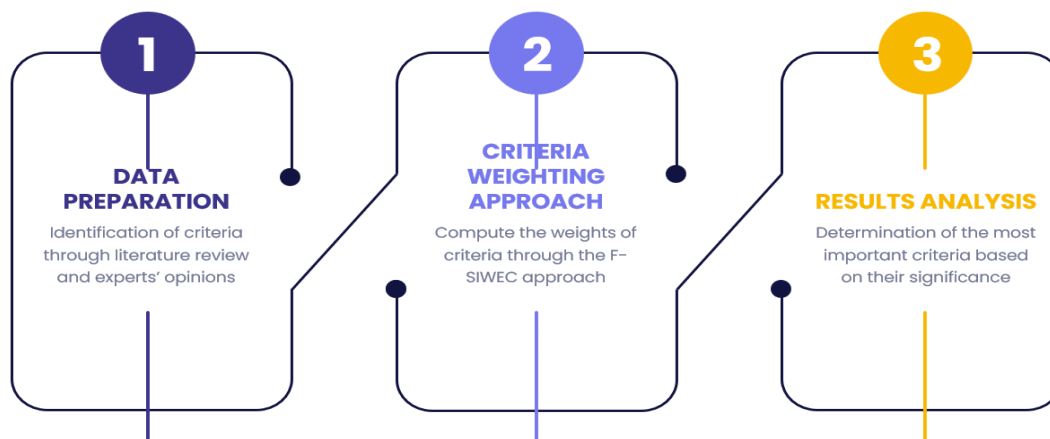 1
DATA
PREPARATION
Identification of criteria
through literature review
and experts' opinions
2
CRITERIA
WEIGHTING
APPROACH
Compute the weights of
criteria through the F-
SIWEC approach
3
RESULTS ANALYSIS
Determination of the most
important criteria based
on their significance